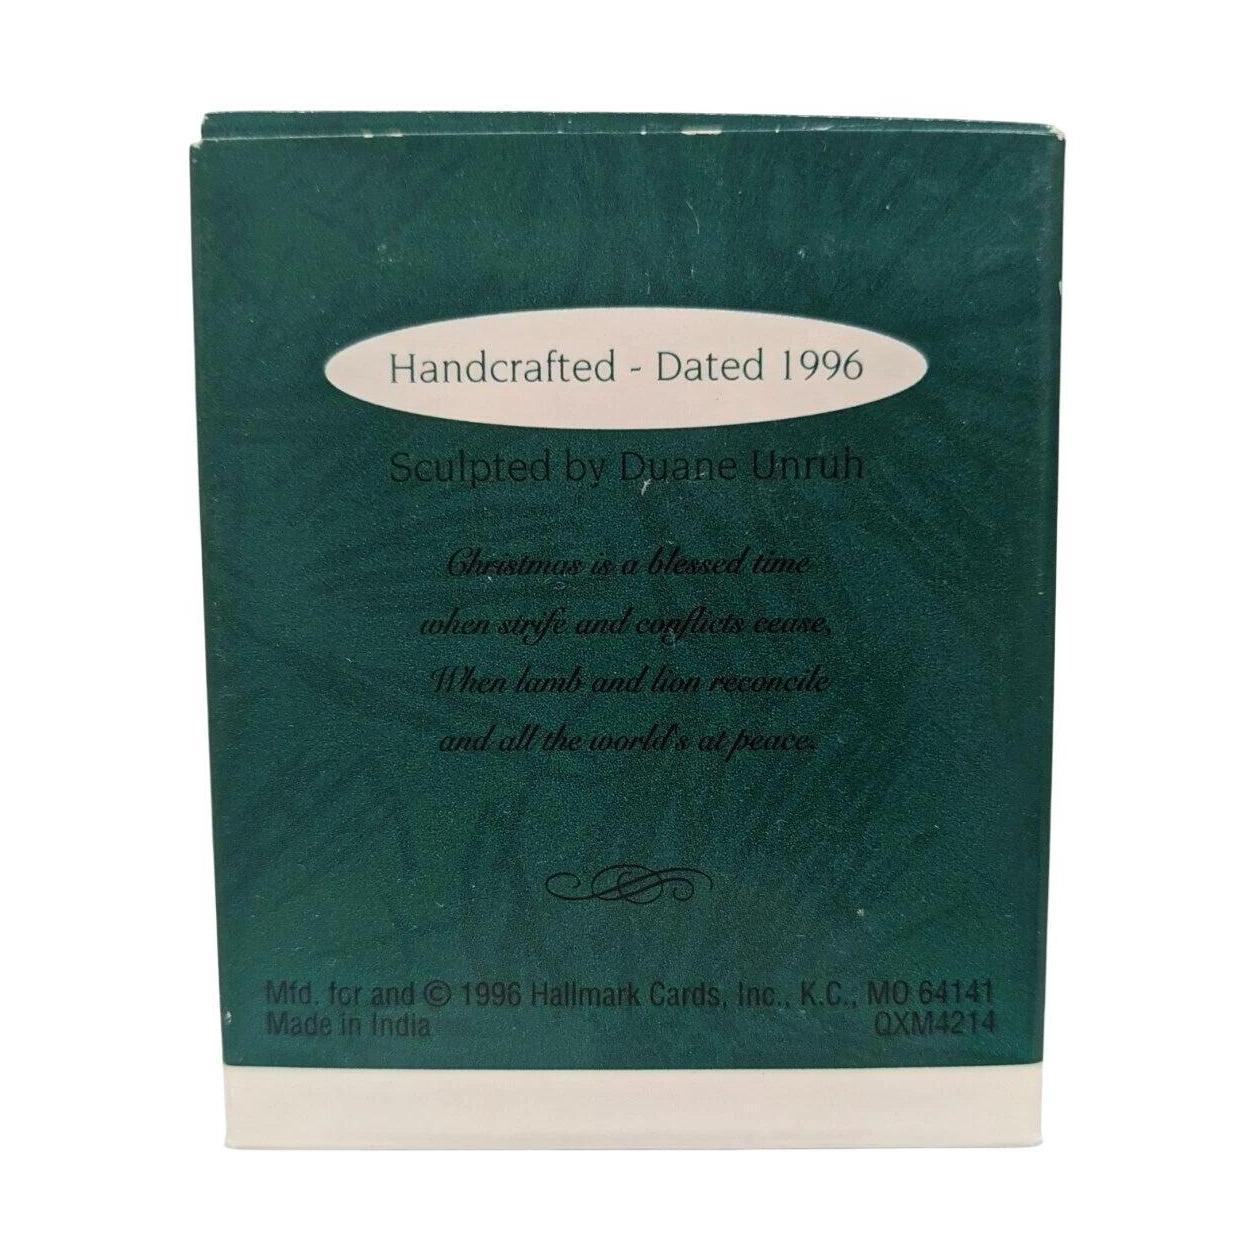 Handcrafted - Dated 1996
Sculpted by Duane Unruh
Christmas is a blessed time
when strife and conflicts cease,
When lamb and lion reconcile
and all the world's at peace.
Mfd. for and © 1996 Hallmark Cards, Inc., K.C., MO 64141
Made in India QXM4214